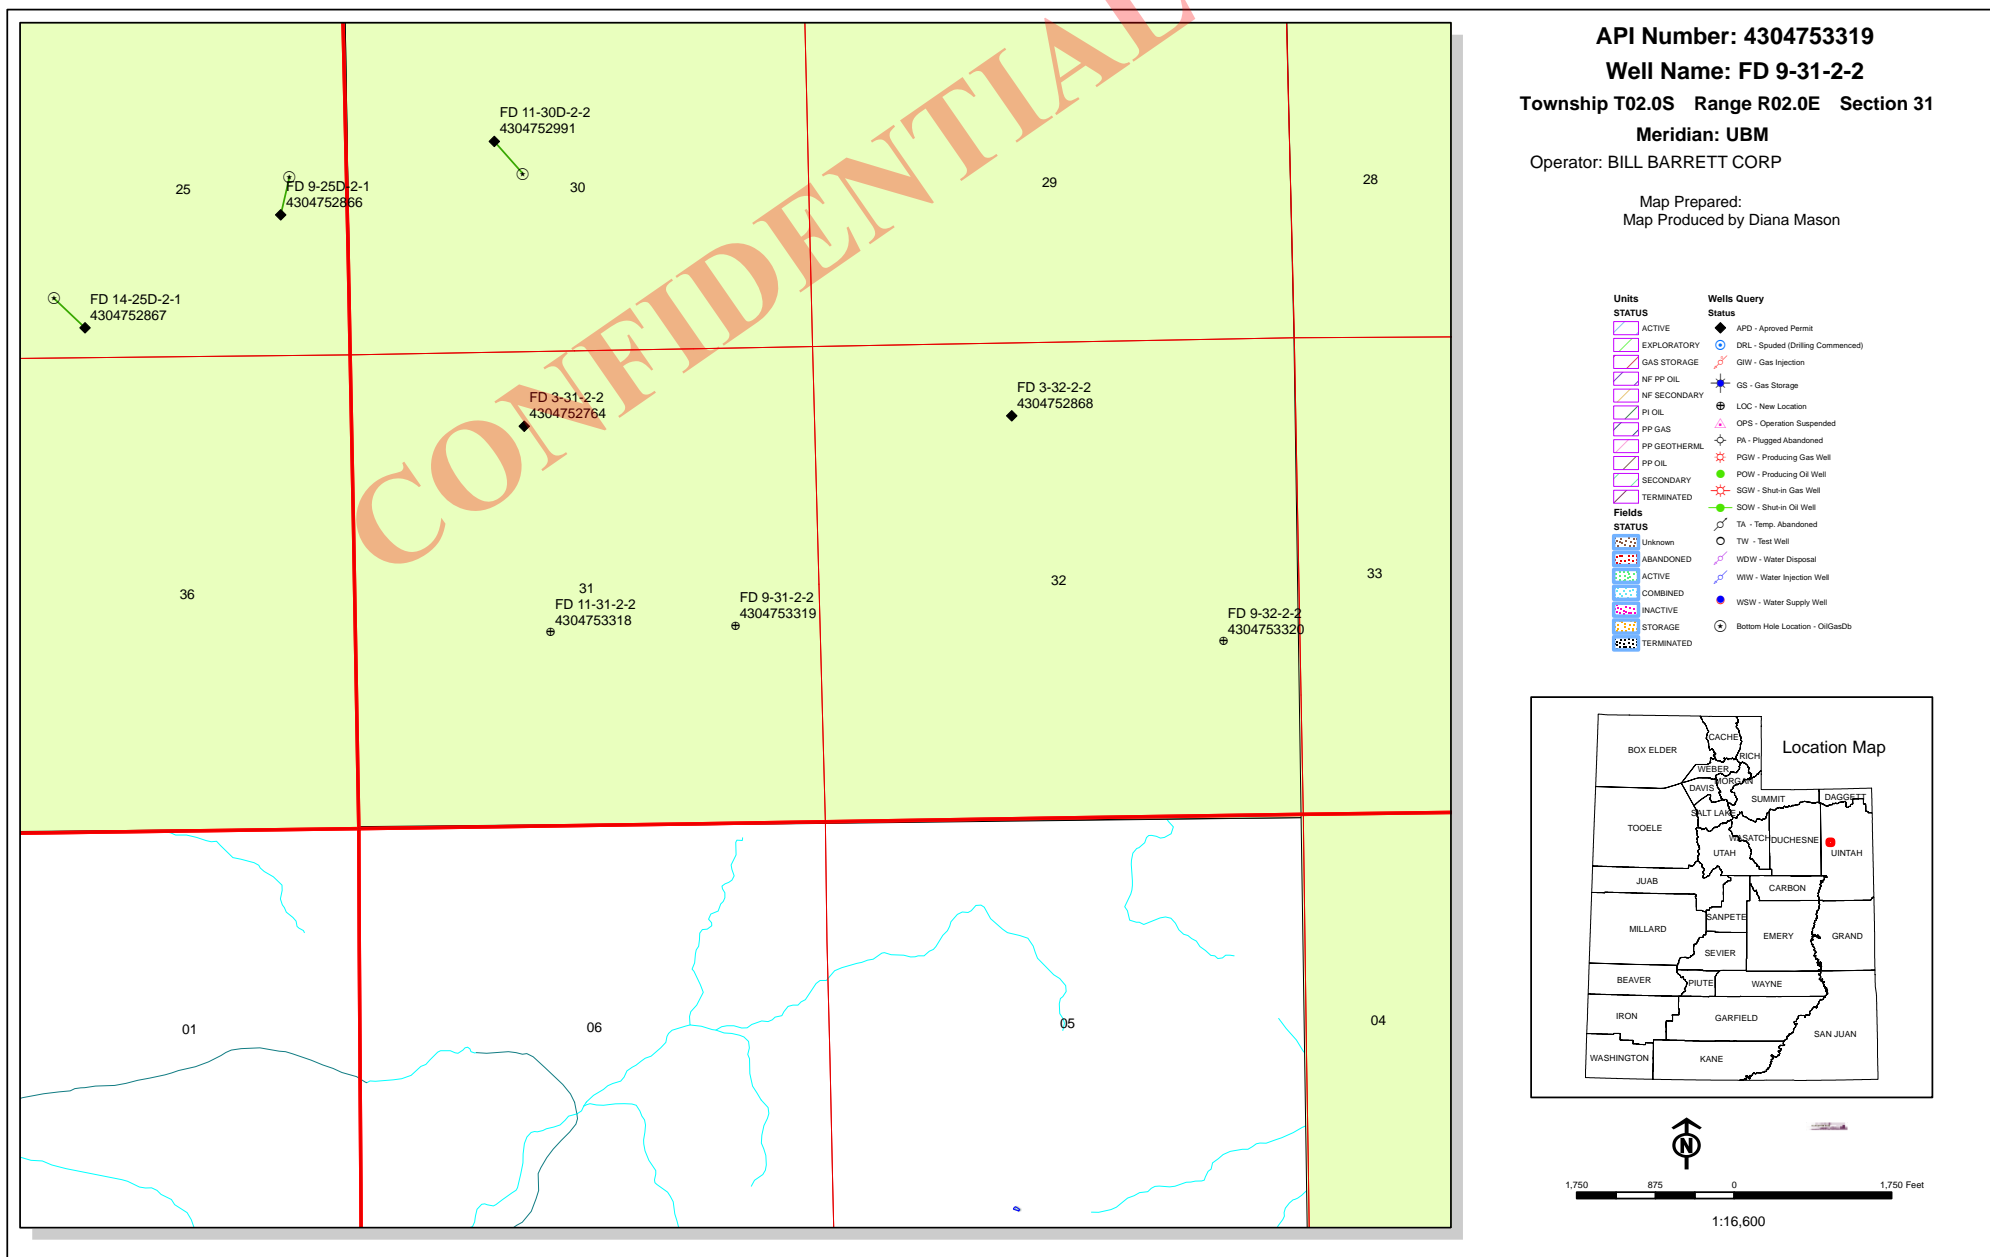 CONFIDENTIAL
API Number: 4304753319
Well Name: FD 9-31-2-2
Township T02.0S Range R02.0E Section 31
Meridian: UBM
Operator: BILL BARRETT CORP
Map Prepared:
Map Produced by Diana Mason
FD 11-30D-2-2
4304752991
25
FD 9-25D-2-1
4304752866
30
29
28
FD 14-25D-2-1
4304752867
FD 3-31-2-2
4304752764
FD 3-32-2-2
4304752868
36
31
FD 11-31-2-2
4304753318
FD 9-31-2-2
4304753319
32
FD 9-32-2-2
4304753320
33
01
06
05
04
Units
STATUS
ACTIVE
EXPLORATORY
GAS STORAGE
NF PP OIL
NF SECONDARY
PI OIL
PP GAS
PP GEOTHERML
PP OIL
SECONDARY
TERMINATED
Fields
STATUS
Unknown
ABANDONED
ACTIVE
COMBINED
INACTIVE
STORAGE
TERMINATED
Wells Query
Status
APD - Aproved Permit
DRL - Spuded (Drilling Commenced)
GIW - Gas Injection
GS - Gas Storage
LOC - New Location
OPS - Operation Suspended
PA - Plugged Abandoned
PGW - Producing Gas Well
POW - Producing Oil Well
SGW - Shut-in Gas Well
SOW - Shut-in Oil Well
TA - Temp. Abandoned
TW - Test Well
WDW - Water Disposal
WIW - Water Injection Well
WSW - Water Supply Well
Bottom Hole Location - OilGasDb
Location Map
BOX ELDER
CACHE
RICH
WEBER
MORGAN
DAVIS
SUMMIT
DAGGETT
SALT LAKE
TOOELE
WASATCH
DUCHESNE
UTAH
UINTAH
JUAB
CARBON
SANPETE
MILLARD
EMERY
GRAND
SEVIER
BEAVER
PIUTE
WAYNE
IRON
GARFIELD
SAN JUAN
WASHINGTON
KANE
N
1,750 875 0 1,750 Feet
1:16,600